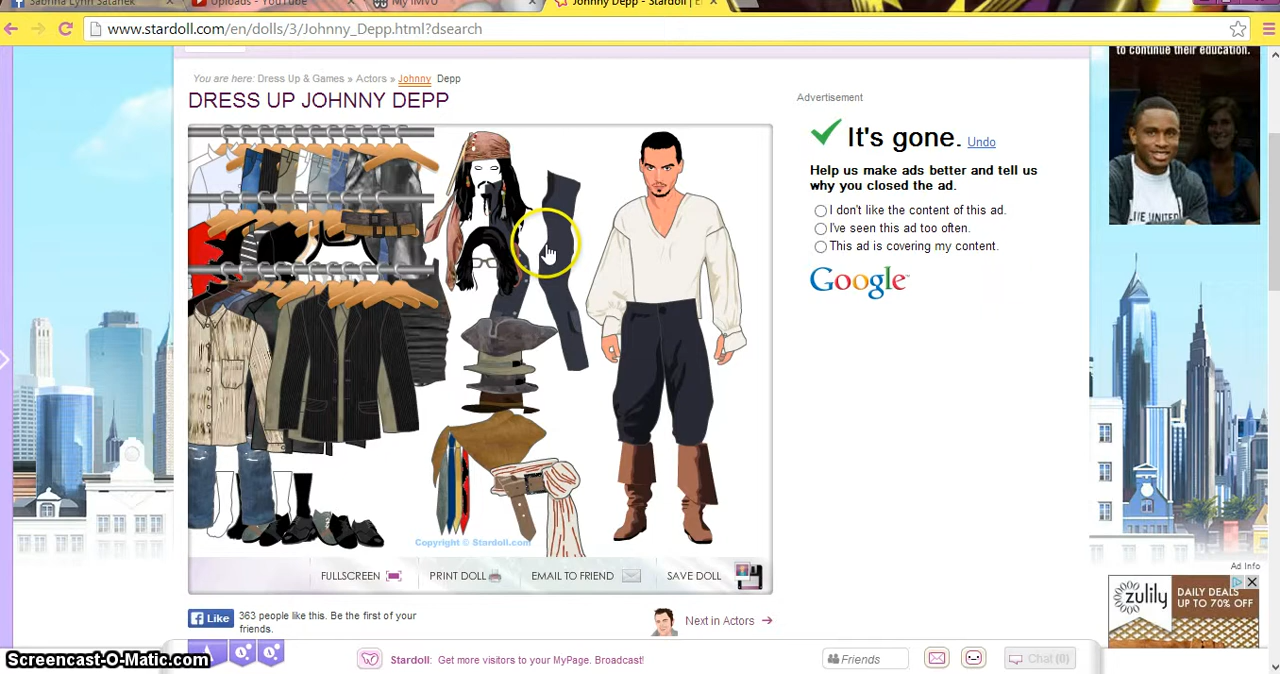 Sabrina Lynn Satanek
Uploads - YouTube
My IMVU
Johnny Depp - Stardoll | E
www.stardoll.com/en/dolls/3/Johnny_Depp.html?dsearch
to continue their education.
You are here: Dress Up & Games » Actors » Johnny Depp
DRESS UP JOHNNY DEPP
Advertisement
It's gone. Undo
Help us make ads better and tell us
why you closed the ad.
I don't like the content of this ad.
I've seen this ad too often.
This ad is covering my content.
Google™
LIVE UNITED
Copyright © Stardoll.com
FULLSCREEN
PRINT DOLL
EMAIL TO FRIEND
SAVE DOLL
Ad Info
zulily
DAILY DEALS
UP TO 70% OFF
Like
363 people like this. Be the first of your
friends.
Next in Actors
Stardoll: Get more visitors to your MyPage. Broadcast!
Friends
Chat (0)
Screencast-O-Matic.com